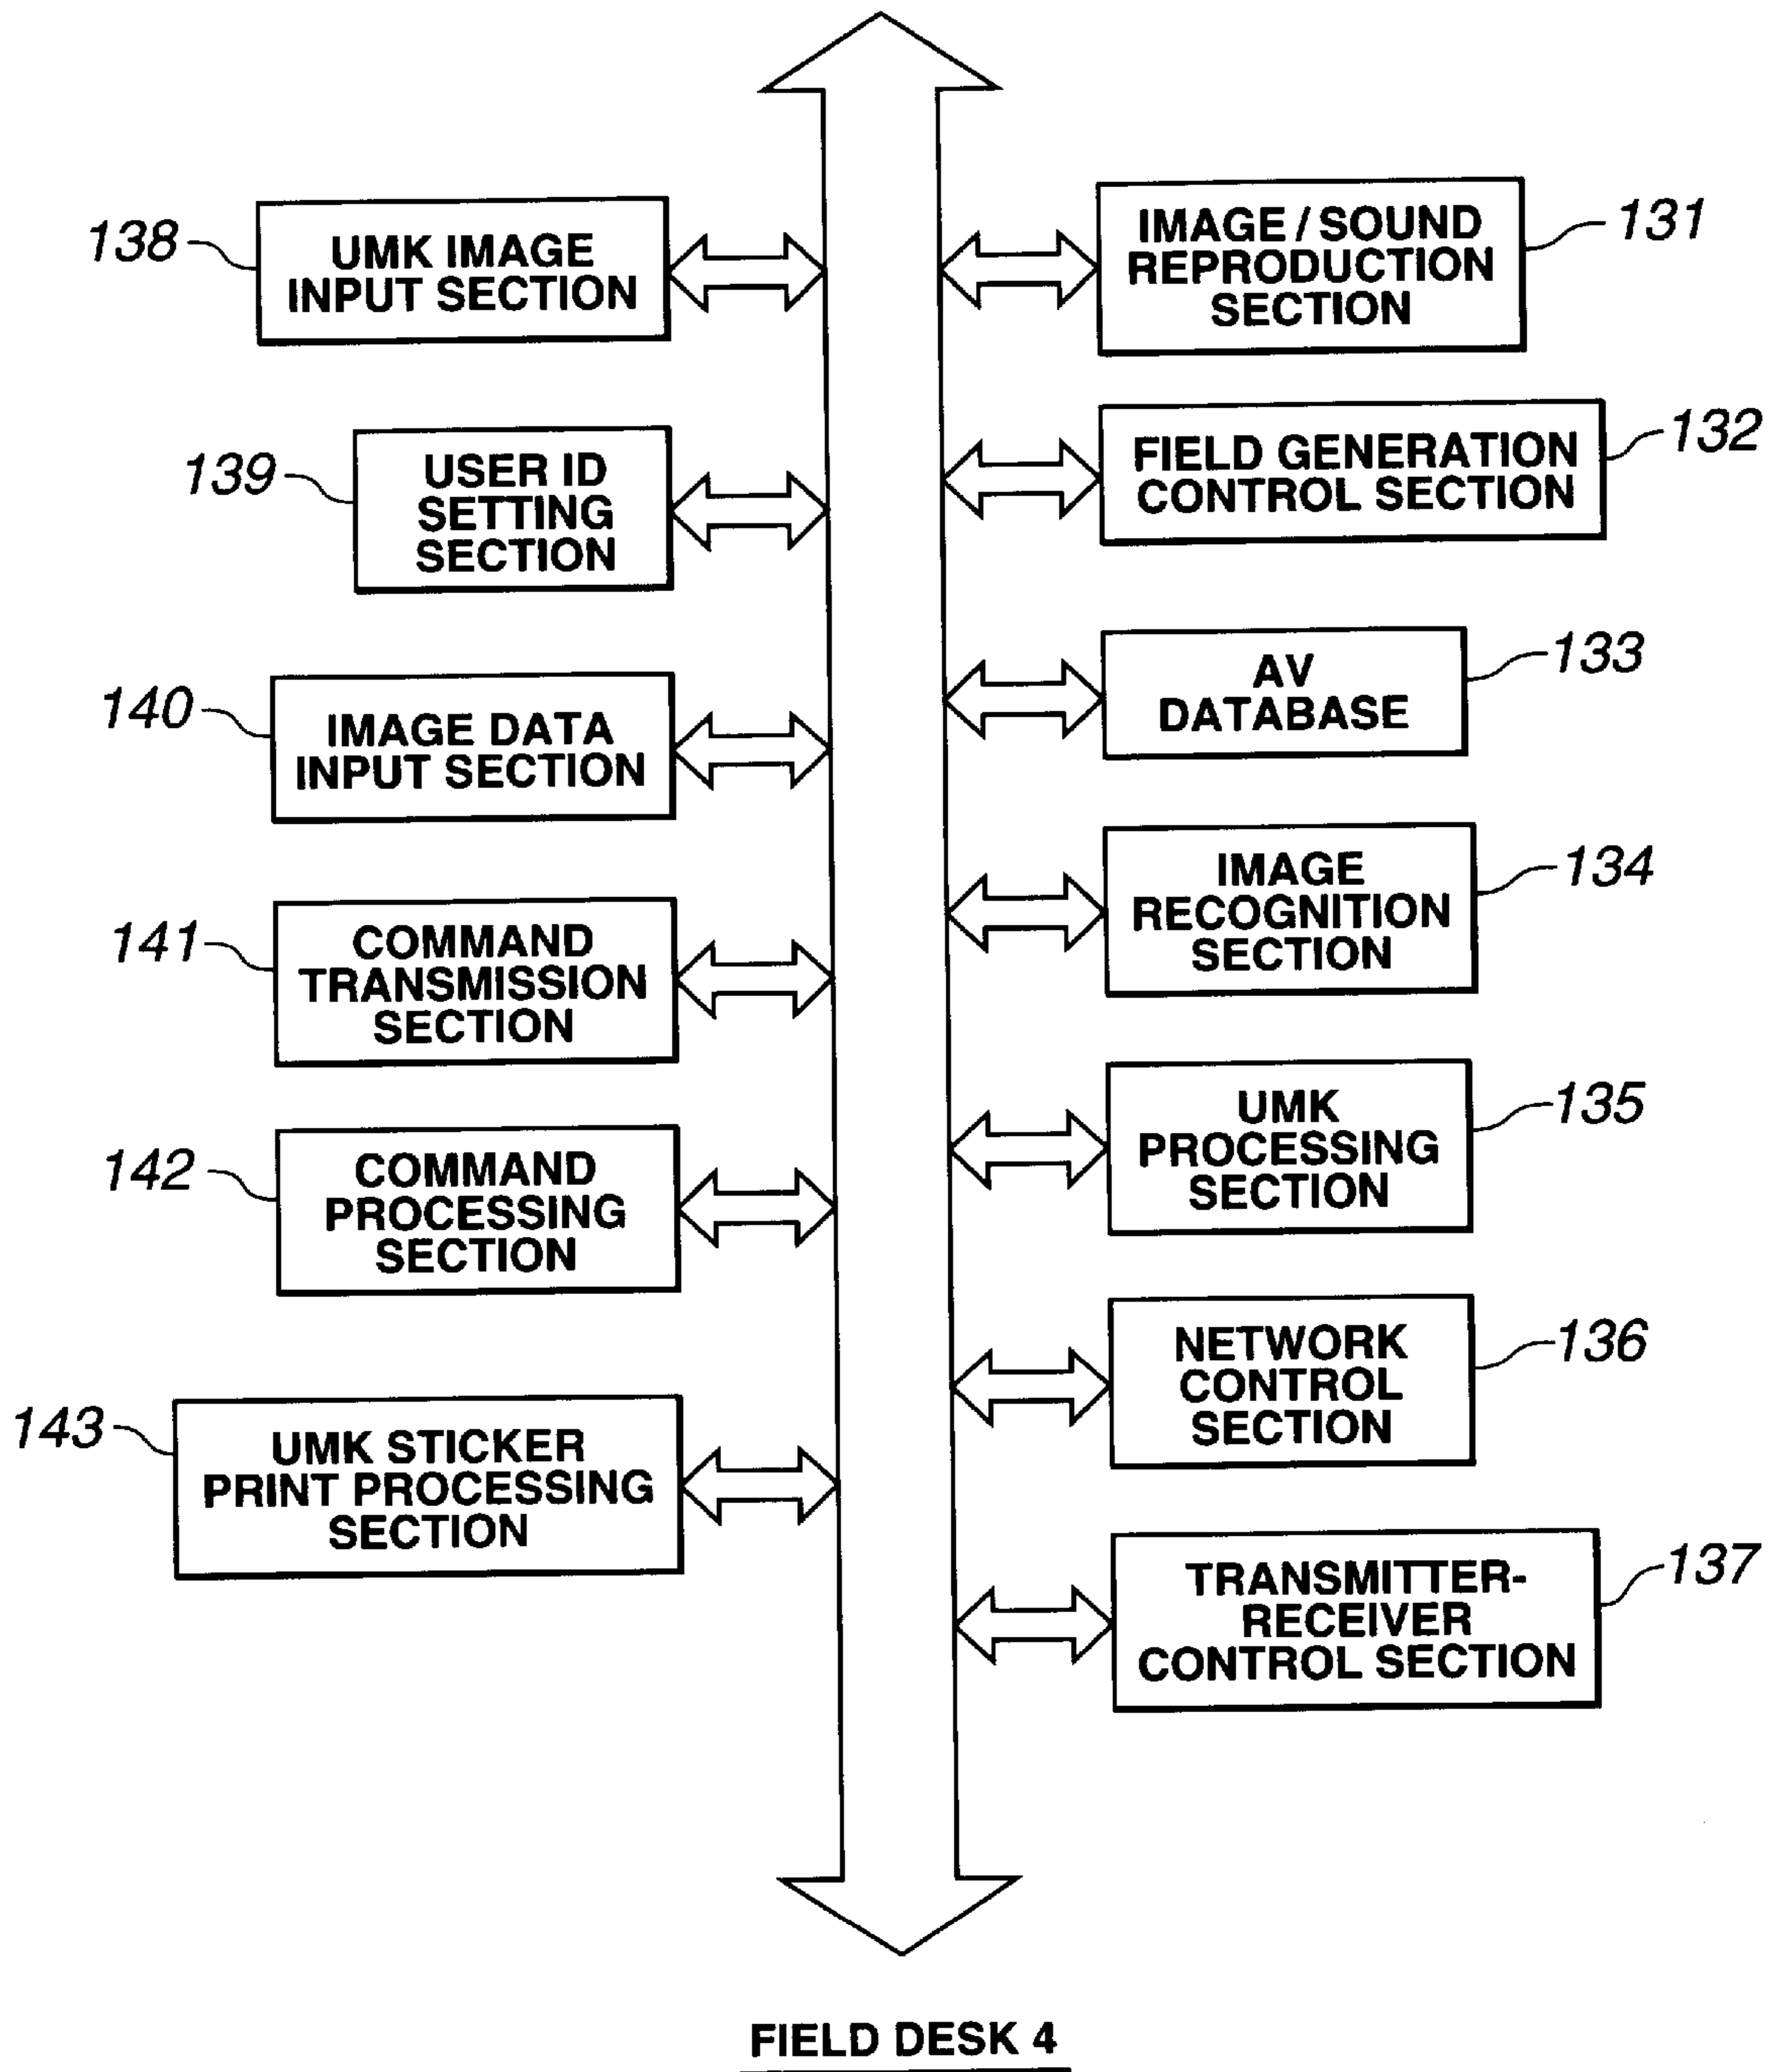 138
UMK IMAGE
INPUT SECTION
139
USER ID
SETTING
SECTION
140
IMAGE DATA
INPUT SECTION
141
COMMAND
TRANSMISSION
SECTION
142
COMMAND
PROCESSING
SECTION
143
UMK STICKER
PRINT PROCESSING
SECTION
IMAGE / SOUND
REPRODUCTION
SECTION
131
FIELD GENERATION
CONTROL SECTION
132
AV
DATABASE
133
IMAGE
RECOGNITION
SECTION
134
UMK
PROCESSING
SECTION
135
NETWORK
CONTROL
SECTION
136
TRANSMITTER-
RECEIVER
CONTROL SECTION
137
FIELD DESK 4